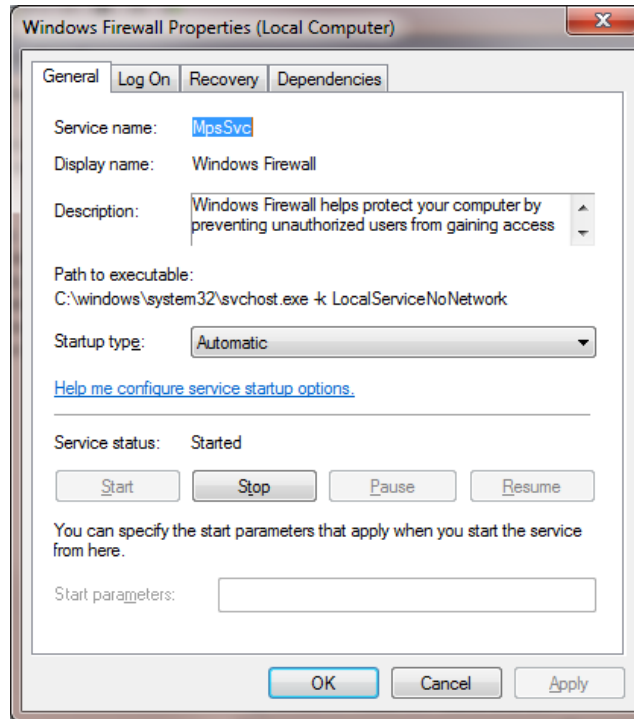 Windows Firewall Properties (Local Computer)
General Log On Recovery Dependencies
Service name: MpsSvc
Display name: Windows Firewall
Description: Windows Firewall helps protect your computer by
preventing unauthorized users from gaining access
Path to executable:
C:\windows\system32\svchost.exe -k LocalServiceNoNetwork
Startup type: Automatic
Help me configure service startup options.
Service status: Started
Start Stop Pause Resume
You can specify the start parameters that apply when you start the service
from here.
Start parameters:
OK Cancel Apply